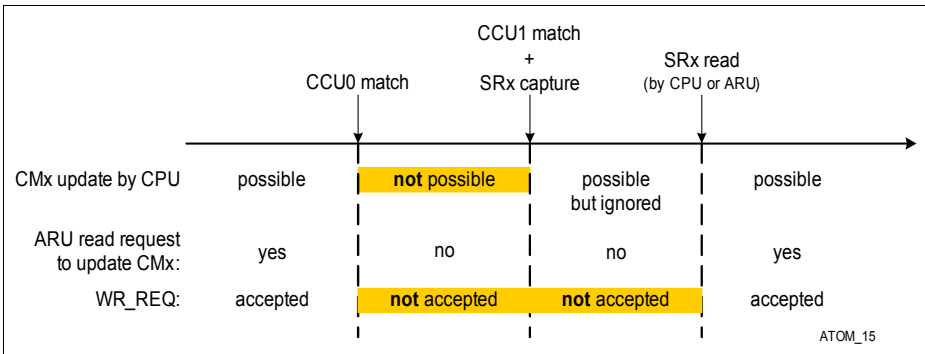 CCU0 match
CCU1 match
+
SRx capture
SRx read
(by CPU or ARU)
CMx update by CPU
possible
not possible
possible
but ignored
possible
ARU read request
to update CMx:
yes
no
no
yes
WR_REQ:
accepted
not accepted
not accepted
accepted
ATOM_15